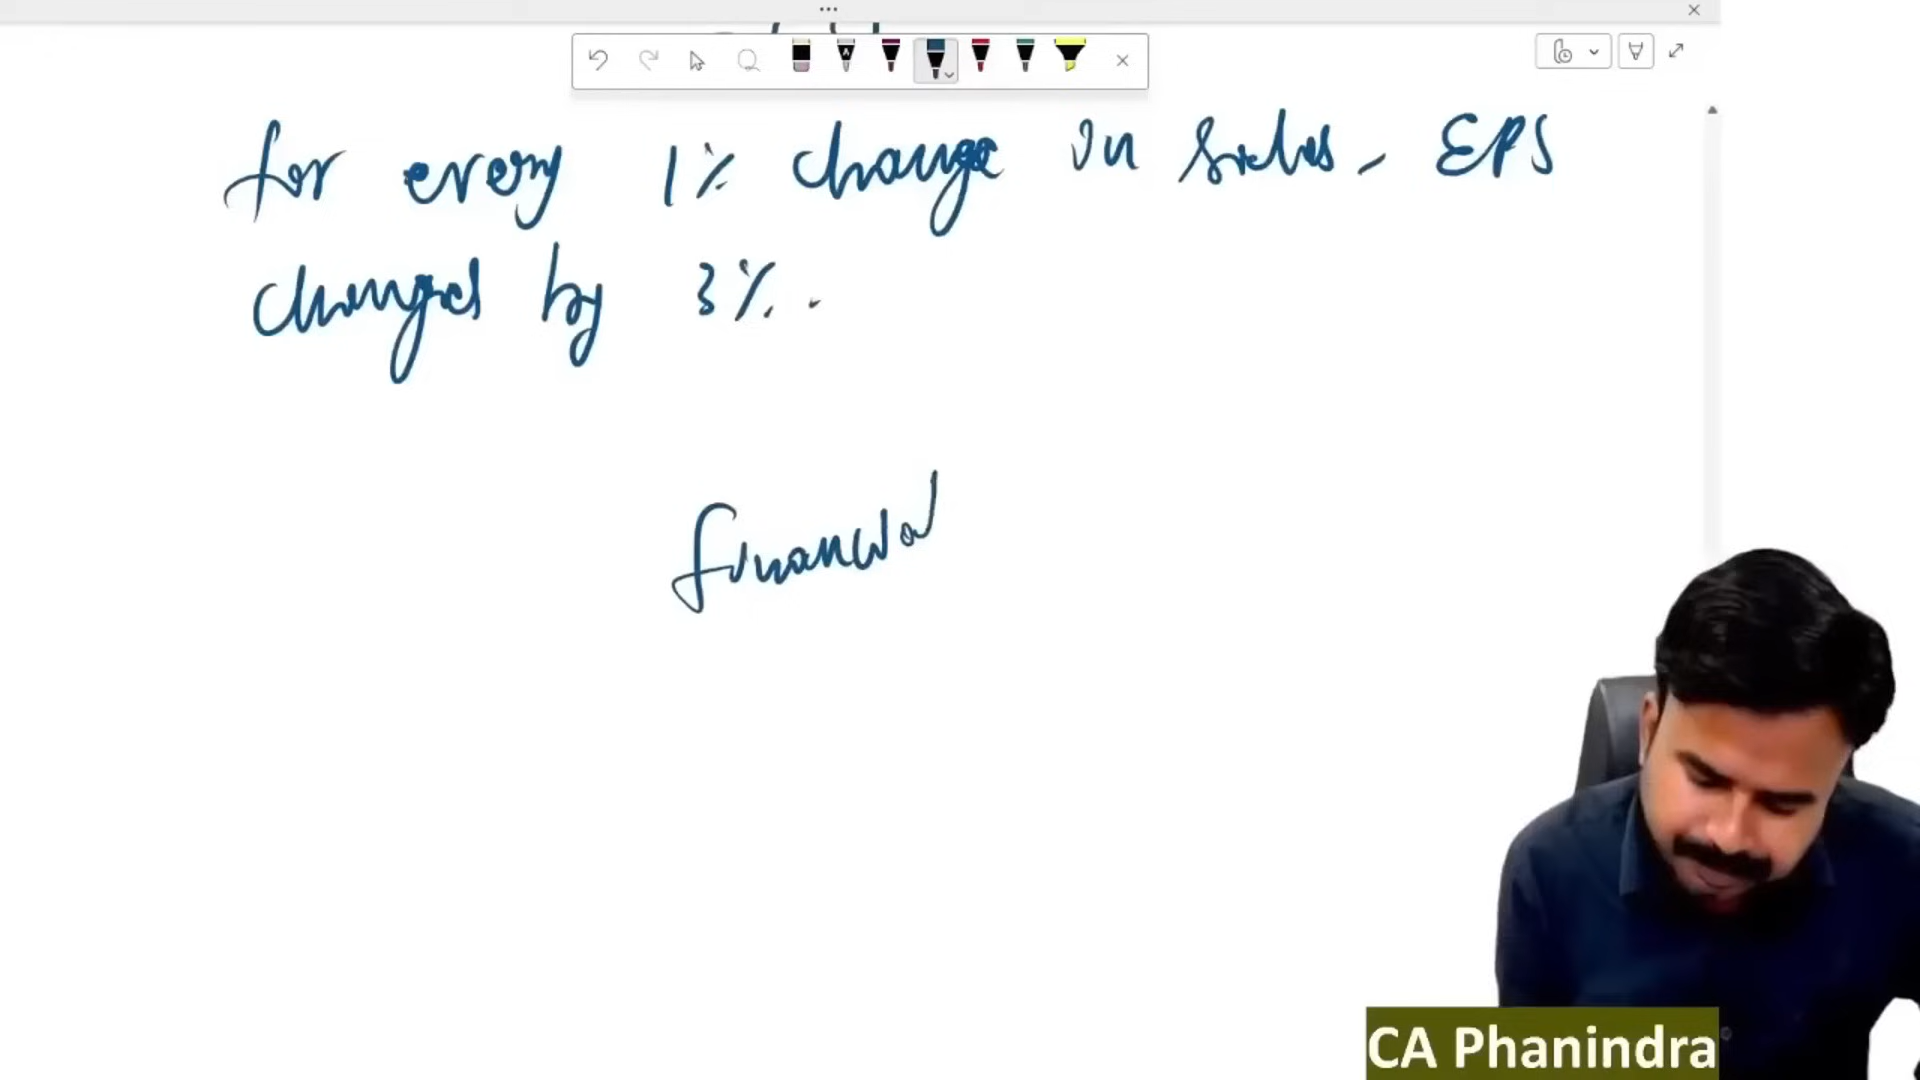 for every 1% change in sales, EPS
changed by 3%.
financial
CA Phanindra